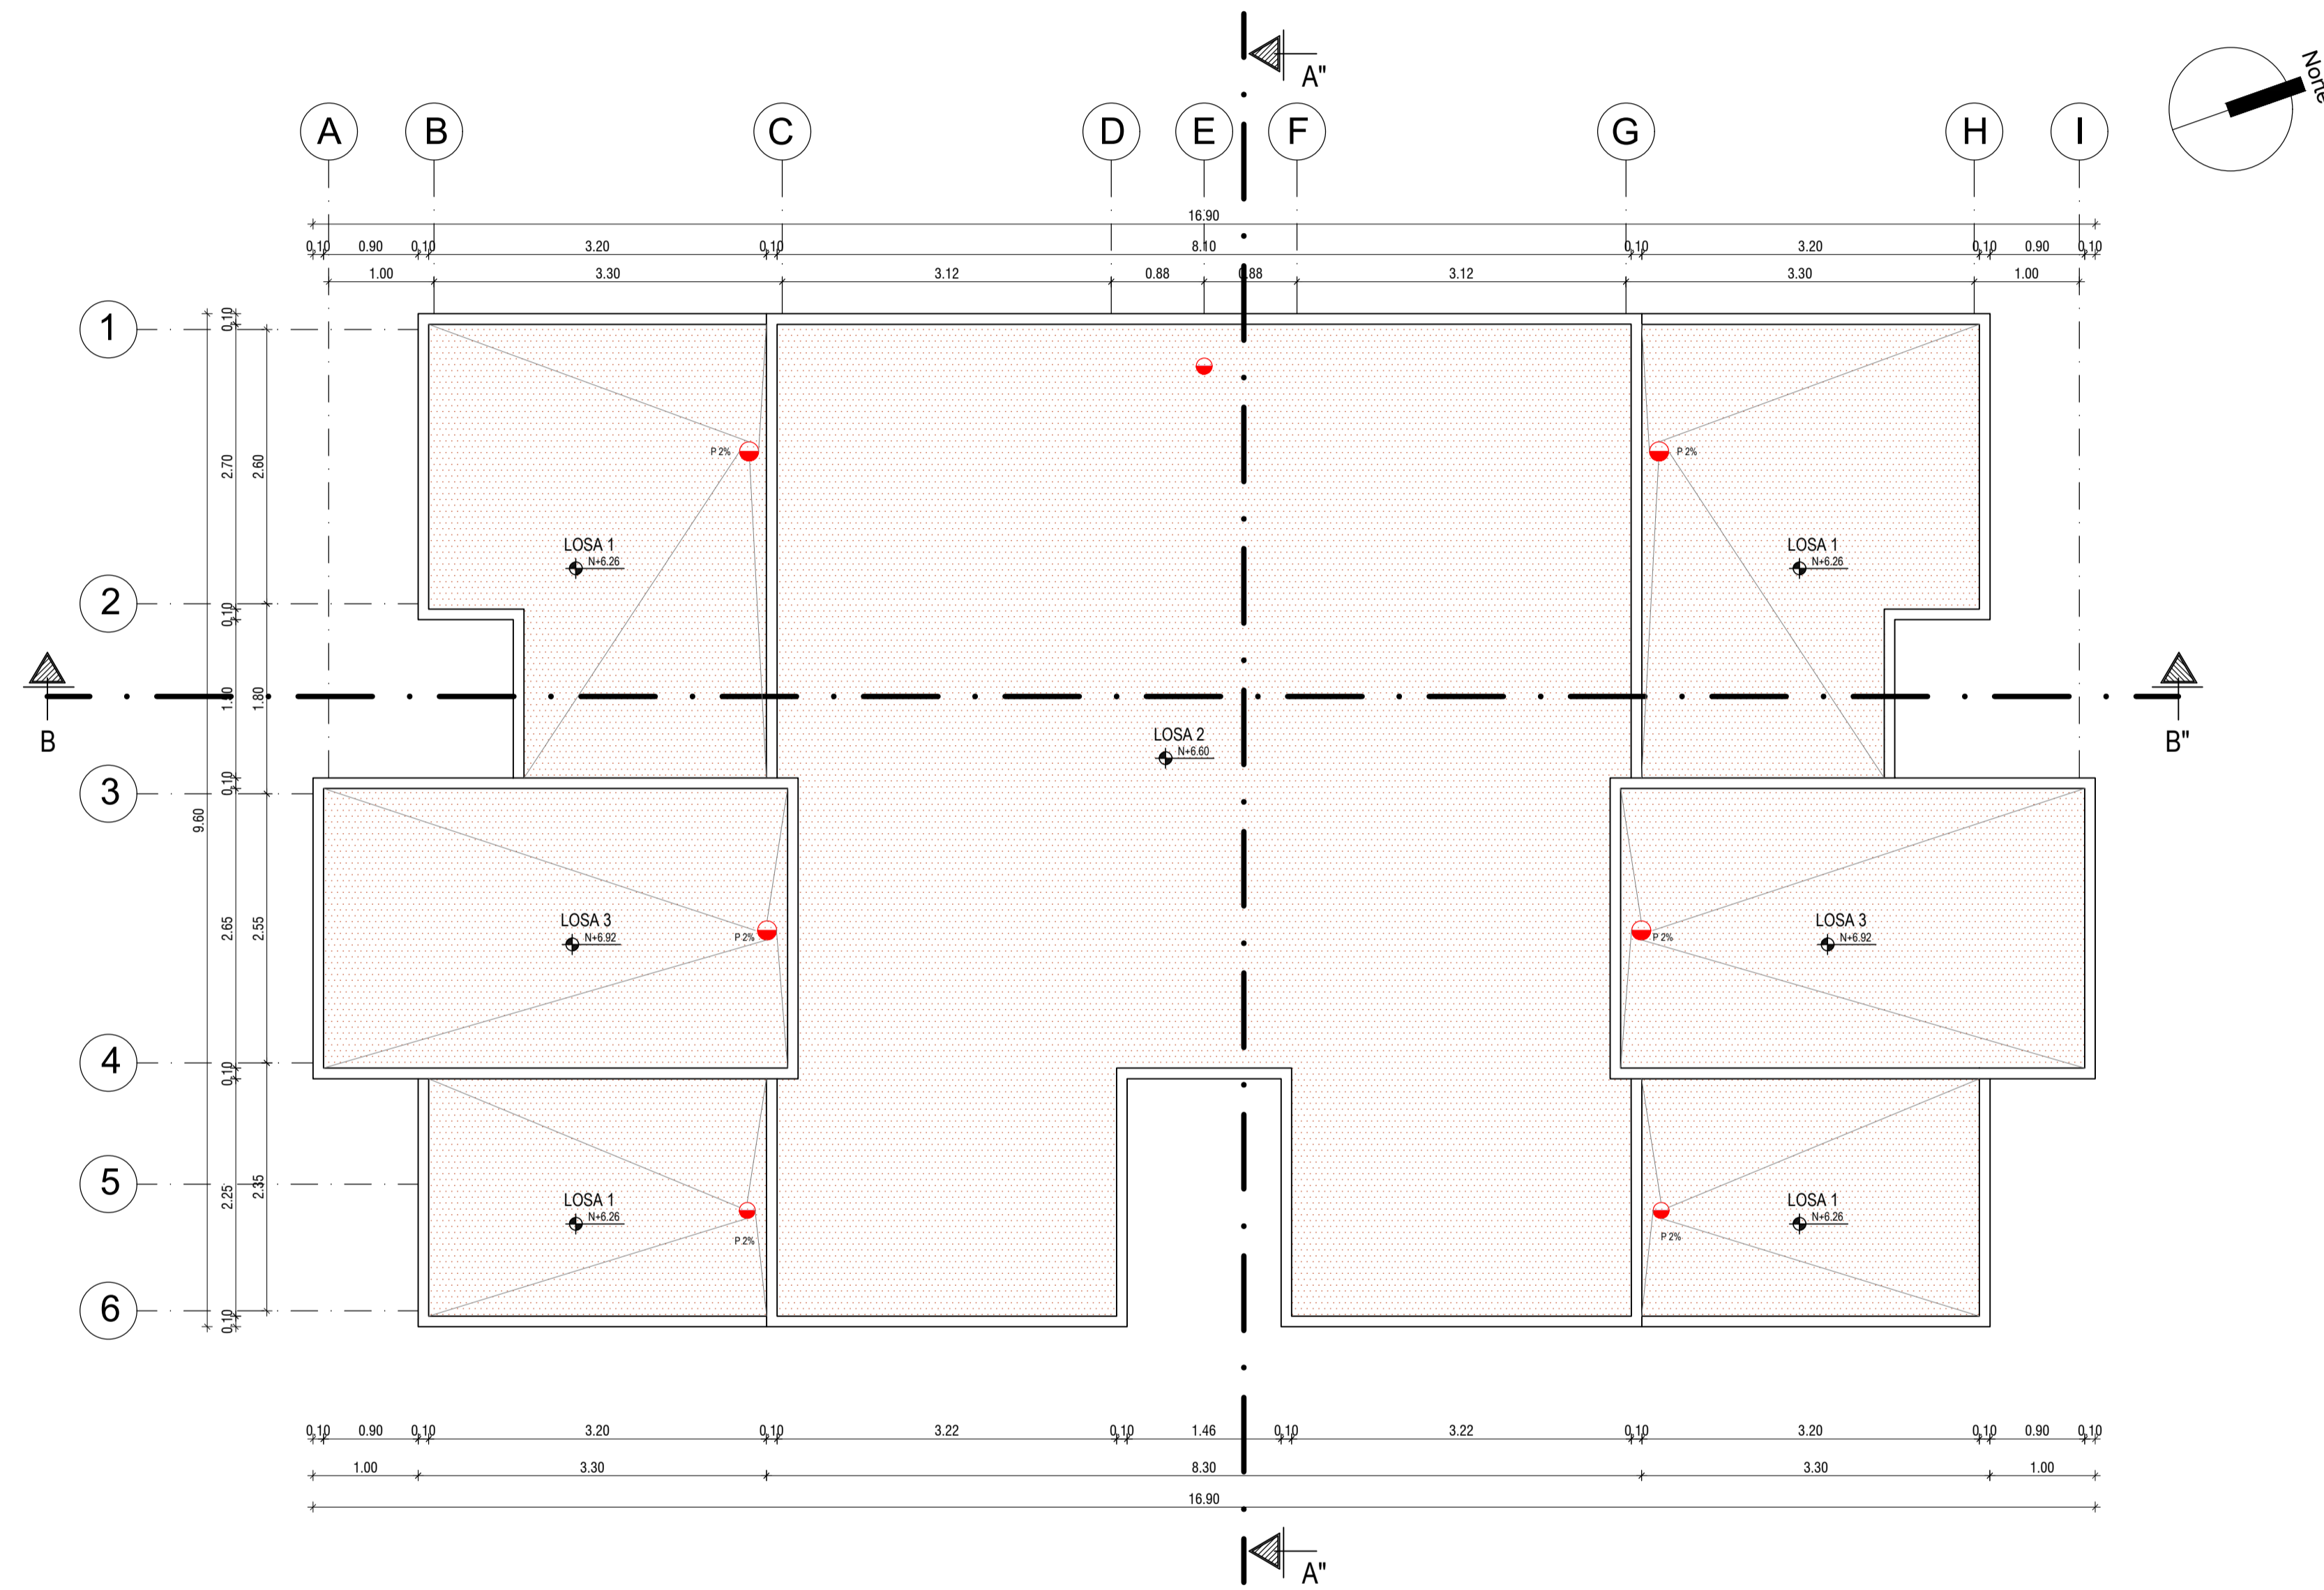 A"
Norte
A B C D E F G H I
16.90
0.10 0.90 0.10 3.20 0.10 8.10 0.10 3.20 0.10 0.90 0.10
1.00 3.30 3.12 0.88 0.88 3.12 3.30 1.00
1
2
3
4
5
6
9.60
0.10
2.70
0.10
0.10
2.65
0.10
2.25
0.10
2.60
1.80
2.55
2.35
P 2%
P 2%
LOSA 1
N+6.26
LOSA 1
N+6.26
B
B"
LOSA 2
N+6.60
LOSA 3
N+6.92
P 2%
P 2%
LOSA 3
N+6.92
LOSA 1
N+6.26
P 2%
P 2%
LOSA 1
N+6.26
0.10 0.90 0.10 3.20 0.10 3.22 0.10 1.46 0.10 3.22 0.10 3.20 0.10 0.90 0.10
1.00 3.30 8.30 3.30 1.00
16.90
A"